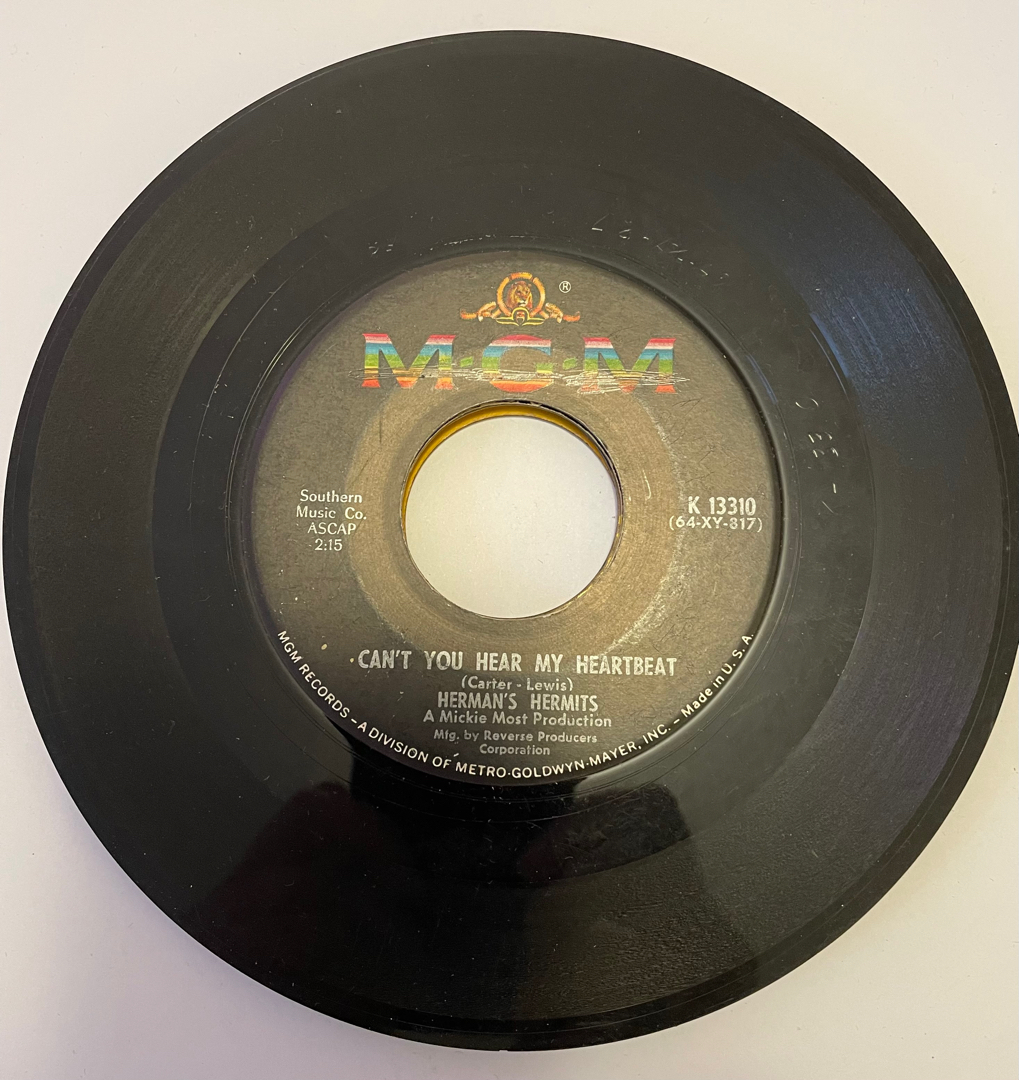 ®
M·G·M
Southern
Music Co.
ASCAP
2:15
K 13310
(64-XY-817)
CAN'T YOU HEAR MY HEARTBEAT
(Carter - Lewis)
HERMAN'S HERMITS
A Mickie Most Production
Mfg. by Reverse Producers
Corporation
MGM RECORDS – A DIVISION OF METRO-GOLDWYN-MAYER, INC. – Made in U. S. A.